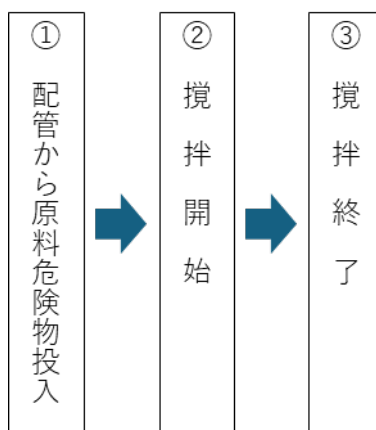 ①
配管から原料危険物投入
②
撹拌開始
③
撹拌終了